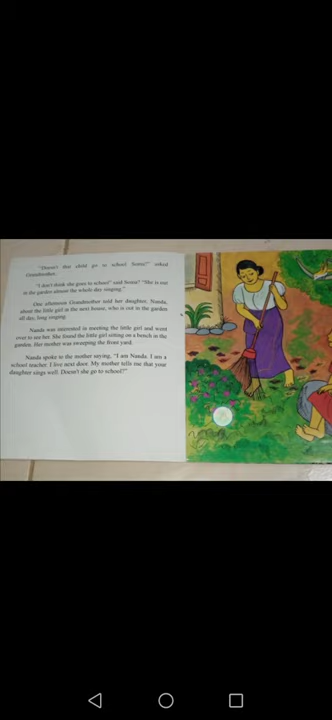 "Doesn't that child go to school Soma?" asked
Grandmother.
"I don't think she goes to school" said Soma? "She is out
in the garden almost the whole day singing."
One afternoon Grandmother told her daughter, Nanda,
about the little girl at the next house, who is out in the garden
all day, long singing.
Nanda was interested in meeting the little girl and went
over to see her. She found the little girl sitting on a bench in the
garden. Her mother was sweeping the front yard.
Nanda spoke to the mother saying, "I am Nanda. I am a
school teacher. I live next door. My mother tells me that your
daughter sings well. Doesn't she go to school?"